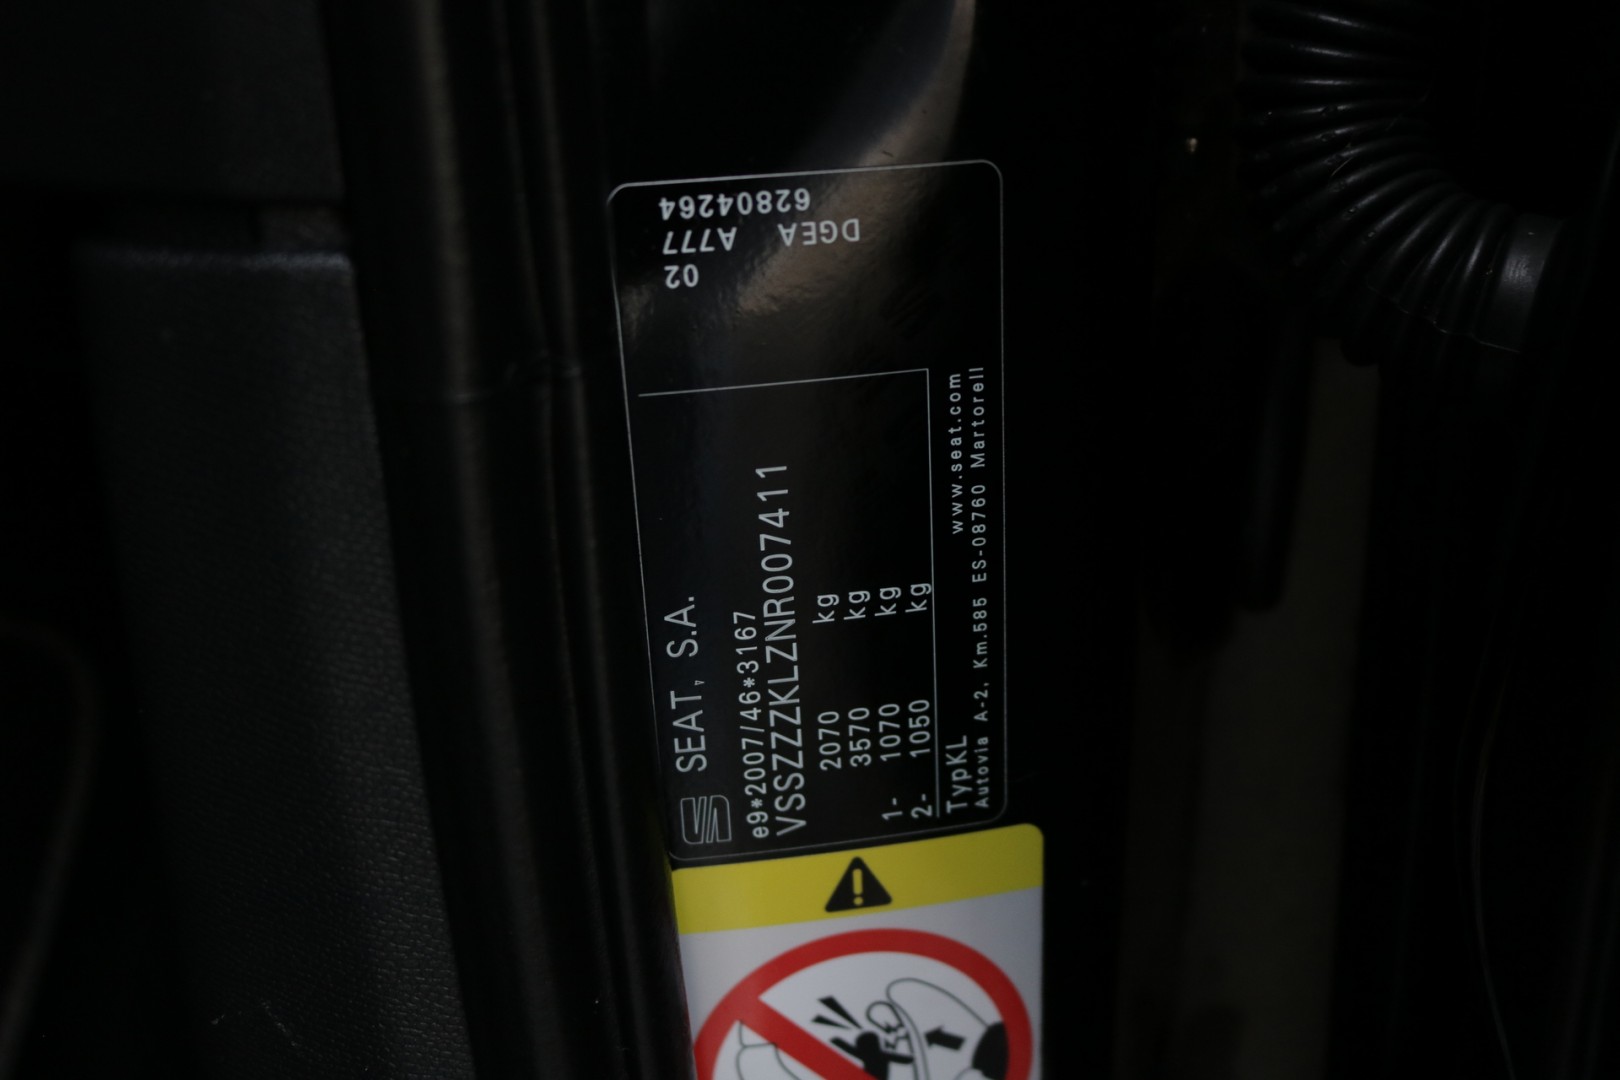 SEAT, S.A.
e9*2007/46*3167
VSSZZZKLZNR007411
2070 kg
3570 kg
1- 1070 kg
2- 1050 kg
TypKL www.seat.com
Autovia A-2, Km.585 ES-08760 Martorell
02
A777 DGEA
62804264